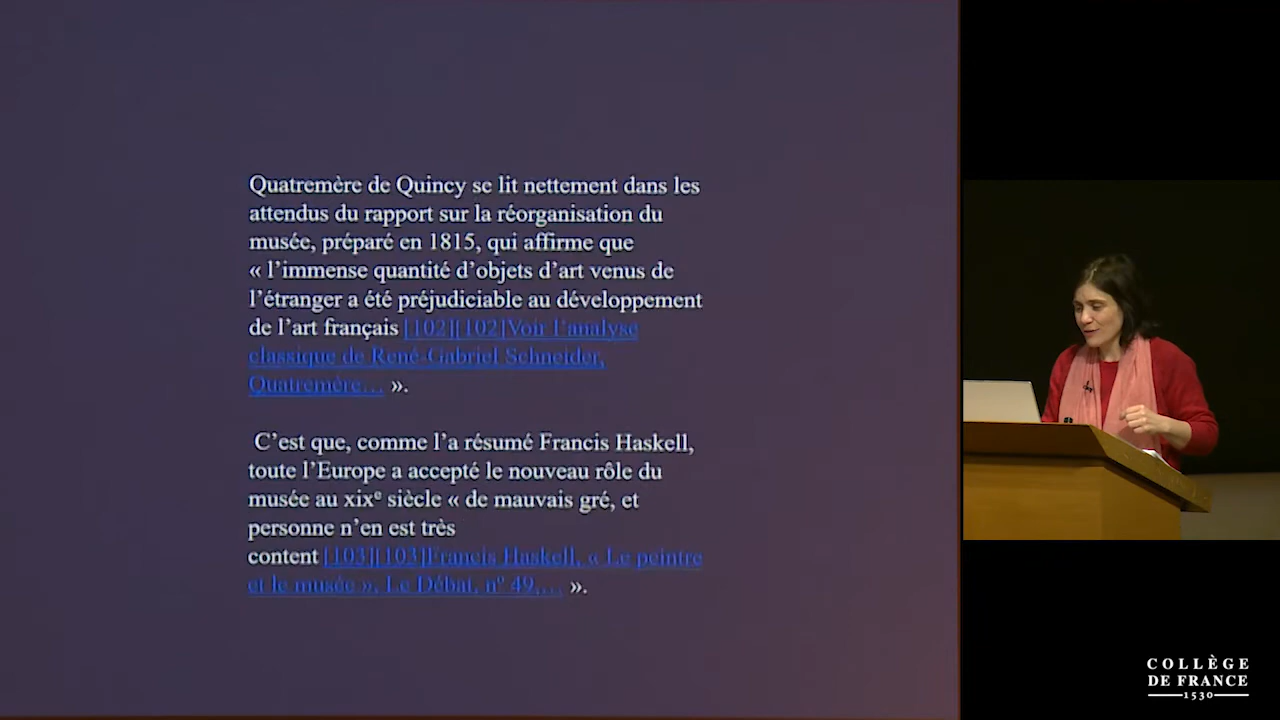 Quatremère de Quincy se lit nettement dans les
attendus du rapport sur la réorganisation du
musée, préparé en 1815, qui affirme que
« l’immense quantité d’objets d’art venus de
l’étranger a été préjudiciable au développement
de l’art français [102][102]Voir l’analyse
classique de René-Gabriel Schneider,
Quatremère… ».
C’est que, comme l’a résumé Francis Haskell,
toute l’Europe a accepté le nouveau rôle du
musée au xixᵉ siècle « de mauvais gré, et
personne n’en est très
content [103][103]Francis Haskell, « Le peintre
et le musée », Le Débat, nº 49,… ».
COLLÈGE
DE FRANCE
1530